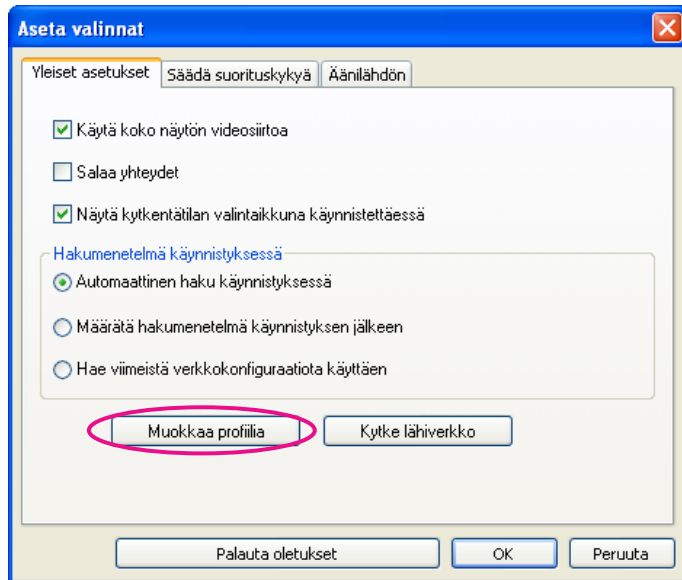 Aseta valinnat
Yleiset asetukset Säädä suorituskykyä Äänilähdön
Käytä koko näytön videosiirtoa
Salaa yhteydet
Näytä kytkentätilan valintaikkuna käynnistettäessä
Hakumenetelmä käynnistyksessä
Automaattinen haku käynnistyksessä
Määrätä hakumenetelmä käynnistyksen jälkeen
Hae viimeistä verkkokonfiguraatiota käyttäen
Muokkaa profiilia Kytke lähiverkko
Palauta oletukset OK Peruuta